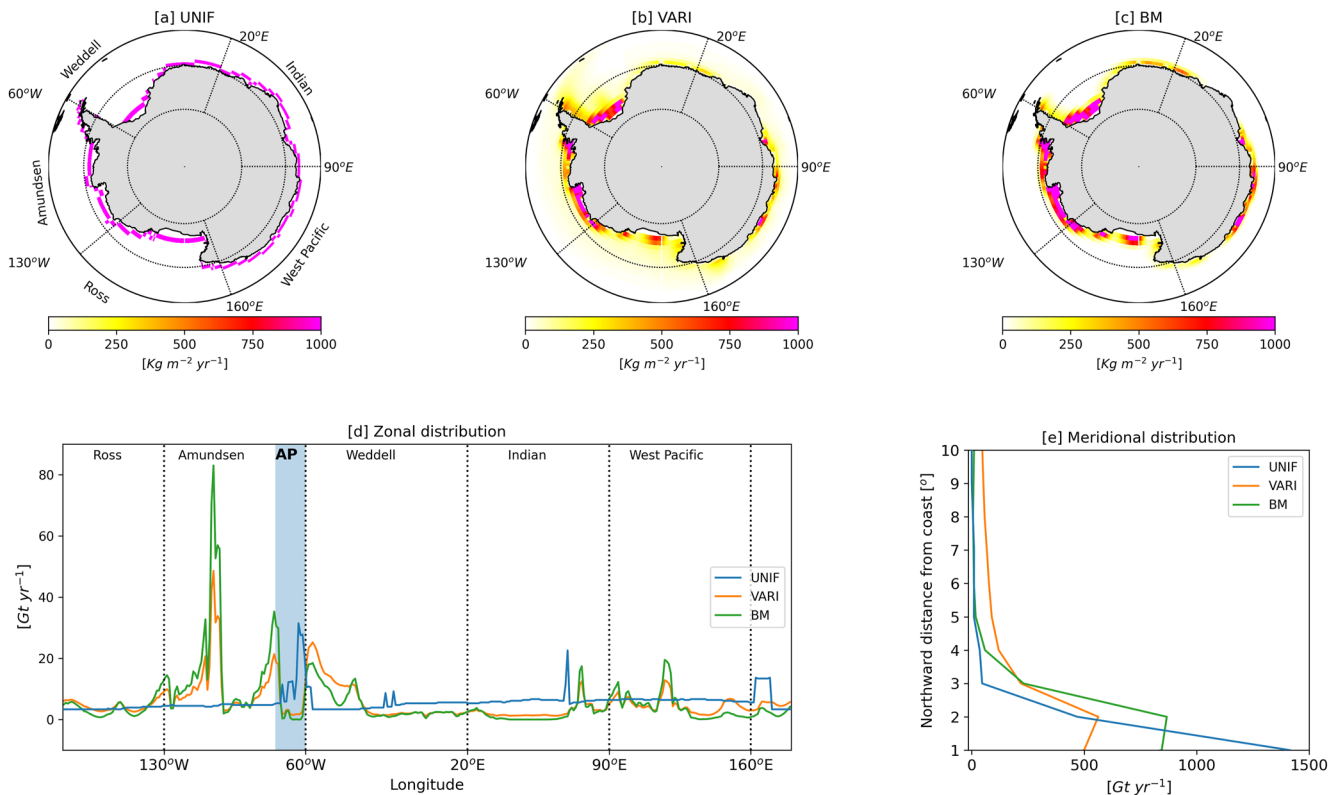 [a] UNIF
[b] VARI
[c] BM
20°E
20°E
20°E
Weddell
Indian
60°W
60°W
60°W
90°E
90°E
90°E
Amundsen
West Pacific
130°W
130°W
130°W
Ross
160°E
160°E
160°E
0 250 500 750 1000
0 250 500 750 1000
0 250 500 750 1000
[Kg m⁻² yr⁻¹]
[Kg m⁻² yr⁻¹]
[Kg m⁻² yr⁻¹]
[d] Zonal distribution
Ross Amundsen AP Weddell Indian West Pacific
80
60
40
20
0
[Gt yr⁻¹]
UNIF
VARI
BM
130°W 60°W 20°E 90°E 160°E
Longitude
[e] Meridional distribution
10
9
8
7
6
5
4
3
2
1
Northward distance from coast [°]
UNIF
VARI
BM
0 500 1000 1500
[Gt yr⁻¹]